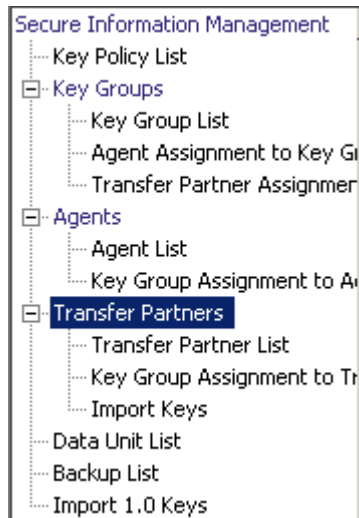 Secure Information Management
Key Policy List
Key Groups
Key Group List
Agent Assignment to Key G
Transfer Partner
Agents
Agent List
Key Group Assignment to
Transfer Partners
Transfer Partner List
Key Group Assignment to
Import Keys
Data Unit List
Backup List
Import 1.0 Keys